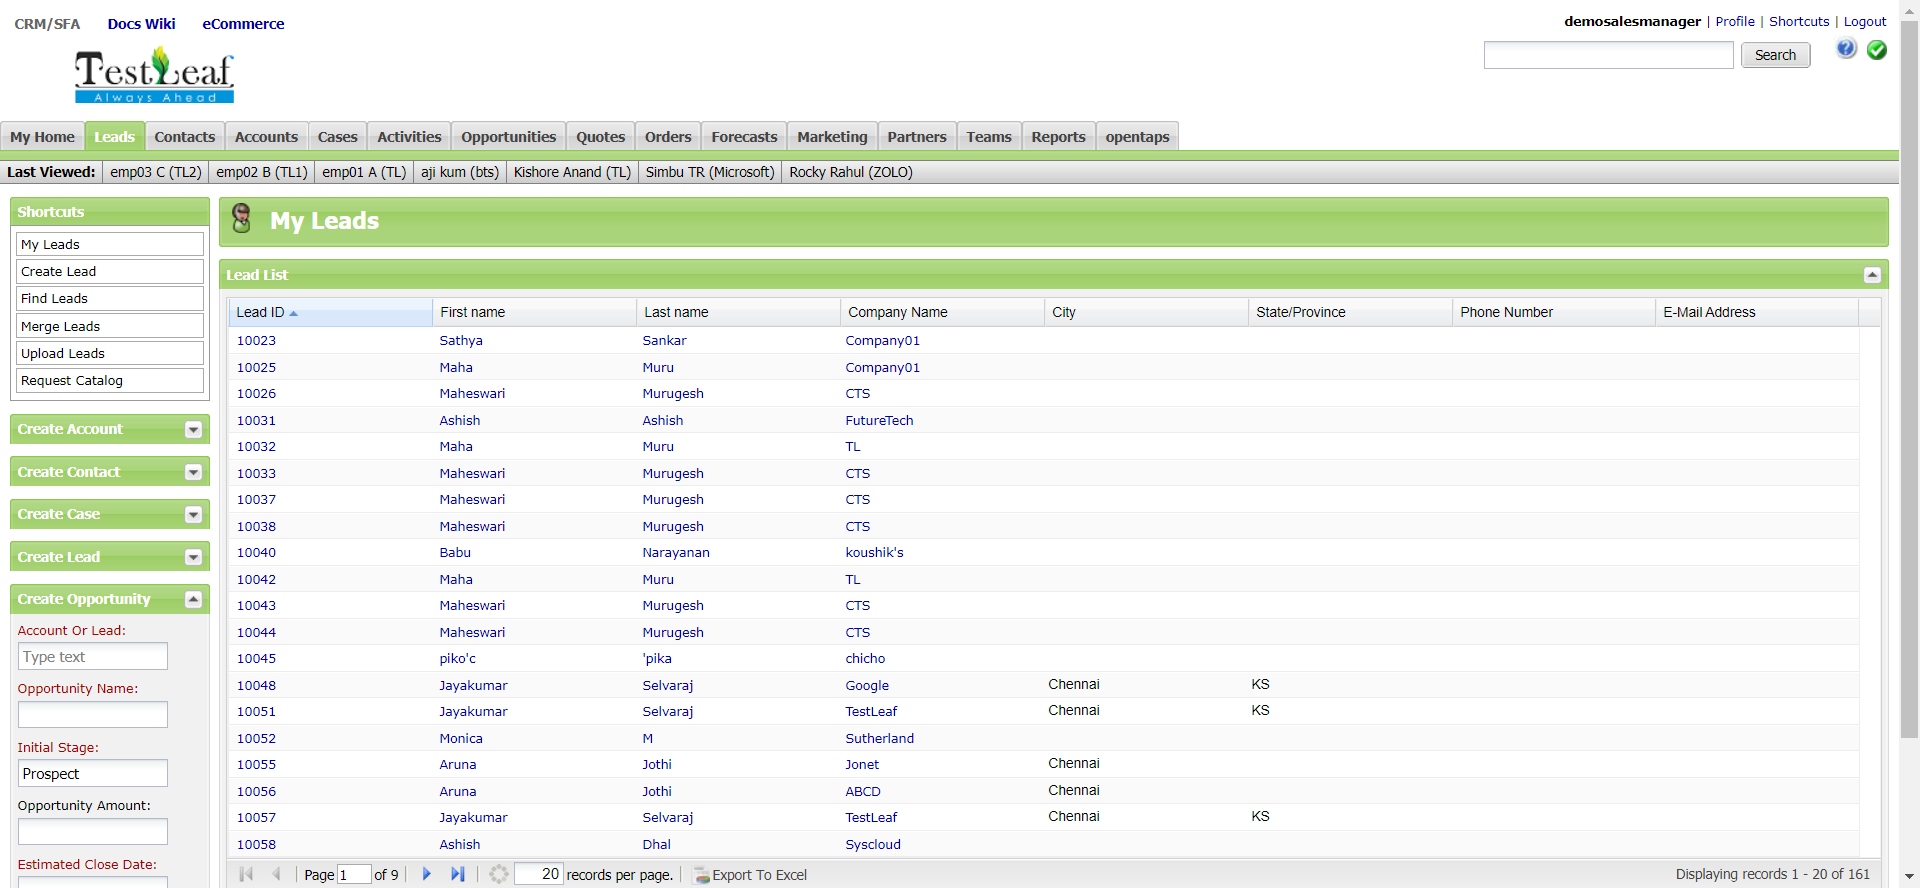 CRM/SFA Docs Wiki eCommerce
demosalesmanager | Profile | Shortcuts | Logout
Search
TestLeaf
Always Ahead
My Home Leads Contacts Accounts Cases Activities Opportunities Quotes Orders Forecasts Marketing Partners Teams Reports opentaps
Last Viewed: emp03 C (TL2) emp02 B (TL1) emp01 A (TL) aji kum (bts) Kishore Anand (TL) Simbu TR (Microsoft) Rocky Rahul (ZOLO)
Shortcuts
My Leads
Create Lead
Find Leads
Merge Leads
Upload Leads
Request Catalog
Create Account
Create Contact
Create Case
Create Lead
Create Opportunity
Account Or Lead:
Type text
Opportunity Name:
Initial Stage:
Prospect
Opportunity Amount:
Estimated Close Date:
My Leads
Lead List
Lead ID First name Last name Company Name City State/Province Phone Number E-Mail Address
10023 Sathya Sankar Company01
10025 Maha Muru Company01
10026 Maheswari Murugesh CTS
10031 Ashish Ashish FutureTech
10032 Maha Muru TL
10033 Maheswari Murugesh CTS
10037 Maheswari Murugesh CTS
10038 Maheswari Murugesh CTS
10040 Babu Narayanan koushik's
10042 Maha Muru TL
10043 Maheswari Murugesh CTS
10044 Maheswari Murugesh CTS
10045 piko'c 'pika chicho
10048 Jayakumar Selvaraj Google Chennai KS
10051 Jayakumar Selvaraj TestLeaf Chennai KS
10052 Monica M Sutherland
10055 Aruna Jothi Jonet Chennai
10056 Aruna Jothi ABCD Chennai
10057 Jayakumar Selvaraj TestLeaf Chennai KS
10058 Ashish Dhal Syscloud
Page 1 of 9 20 records per page. Export To Excel Displaying records 1 - 20 of 161